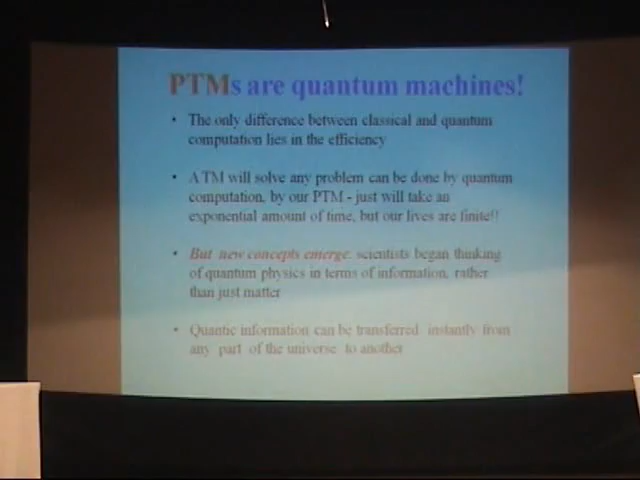 PTMs are quantum machines!
• The only difference between classical and quantum
computation lies in the efficiency
• A TM will solve any problem can be done by quantum
computation, by our PTM - just will take an
exponential amount of time, but our lives are finite!!
• But new concepts emerge: scientists began thinking
of quantum physics in terms of information, rather
than just matter
• Quantic information can be transferred instantly from
any part of the universe to another